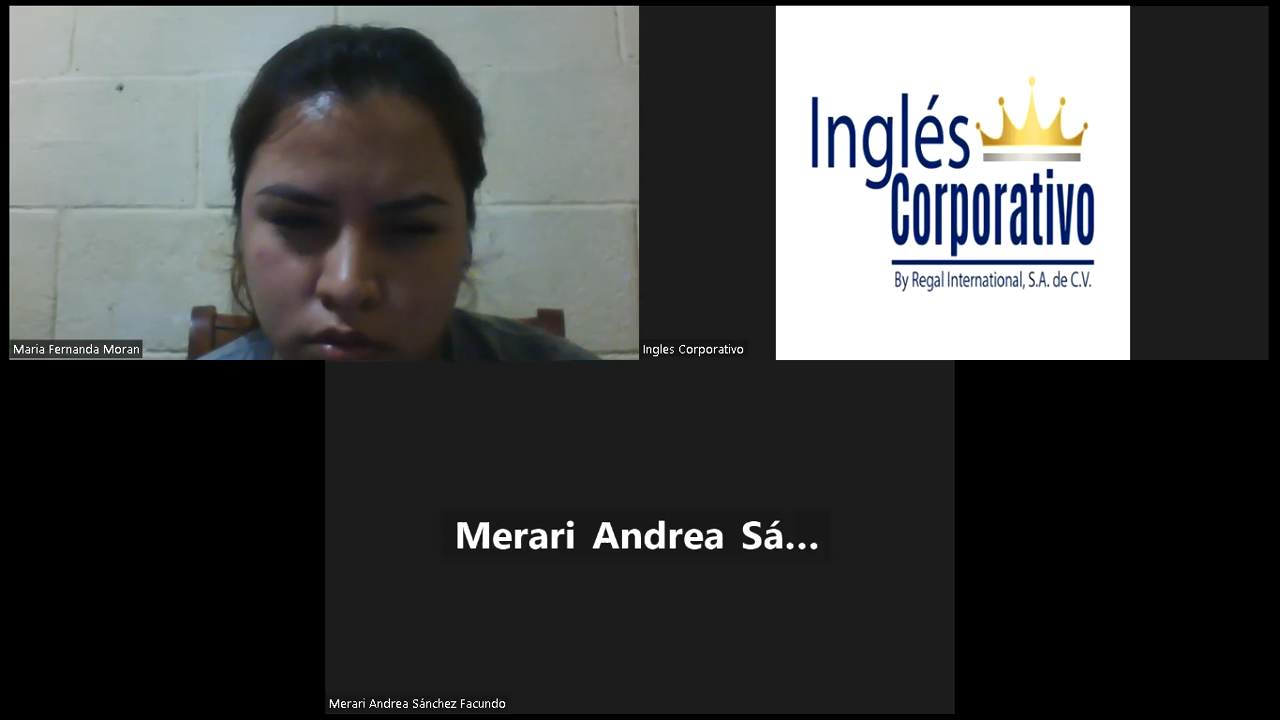 Inglés
Corporativo
By Regal International, S.A. de C.V.
Maria Fernanda Moran
Ingles Corporativo
Merari Andrea Sá...
Merari Andrea Sánchez Facundo